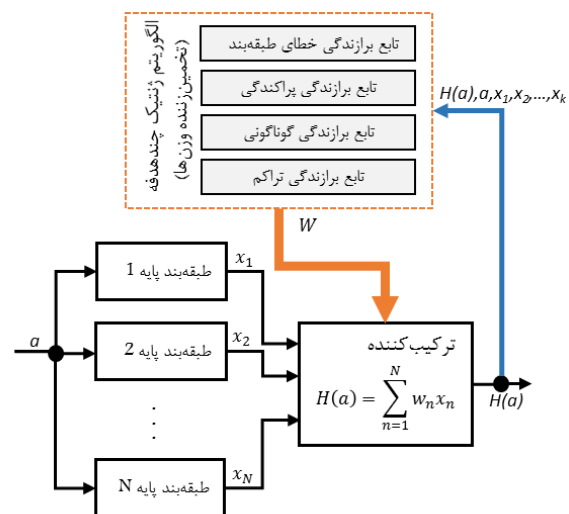 الگوریتم ژنتیک چندهدفه
(تخمین‌زننده وزن‌ها)
تابع برازندگی خطای طبقه‌بند
تابع برازندگی پراکندگی
تابع برازندگی گوناگونی
تابع برازندگی تراکم
H(a),a,x₁,x₂,...,xₖ
W
a
طبقه‌بند پایه 1
x₁
طبقه‌بند پایه 2
x₂
⋮
⋮
طبقه‌بند پایه N
x_N
ترکیب‌کننده
H(a) = ∑_{n=1}^{N} wₙxₙ
H(a)